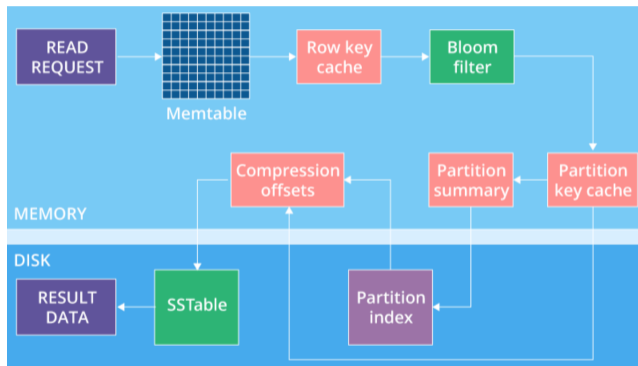 READ
REQUEST
Memtable
Row key
cache
Bloom
filter
Compression
offsets
Partition
summary
Partition
key cache
MEMORY
DISK
RESULT
DATA
SSTable
Partition
index